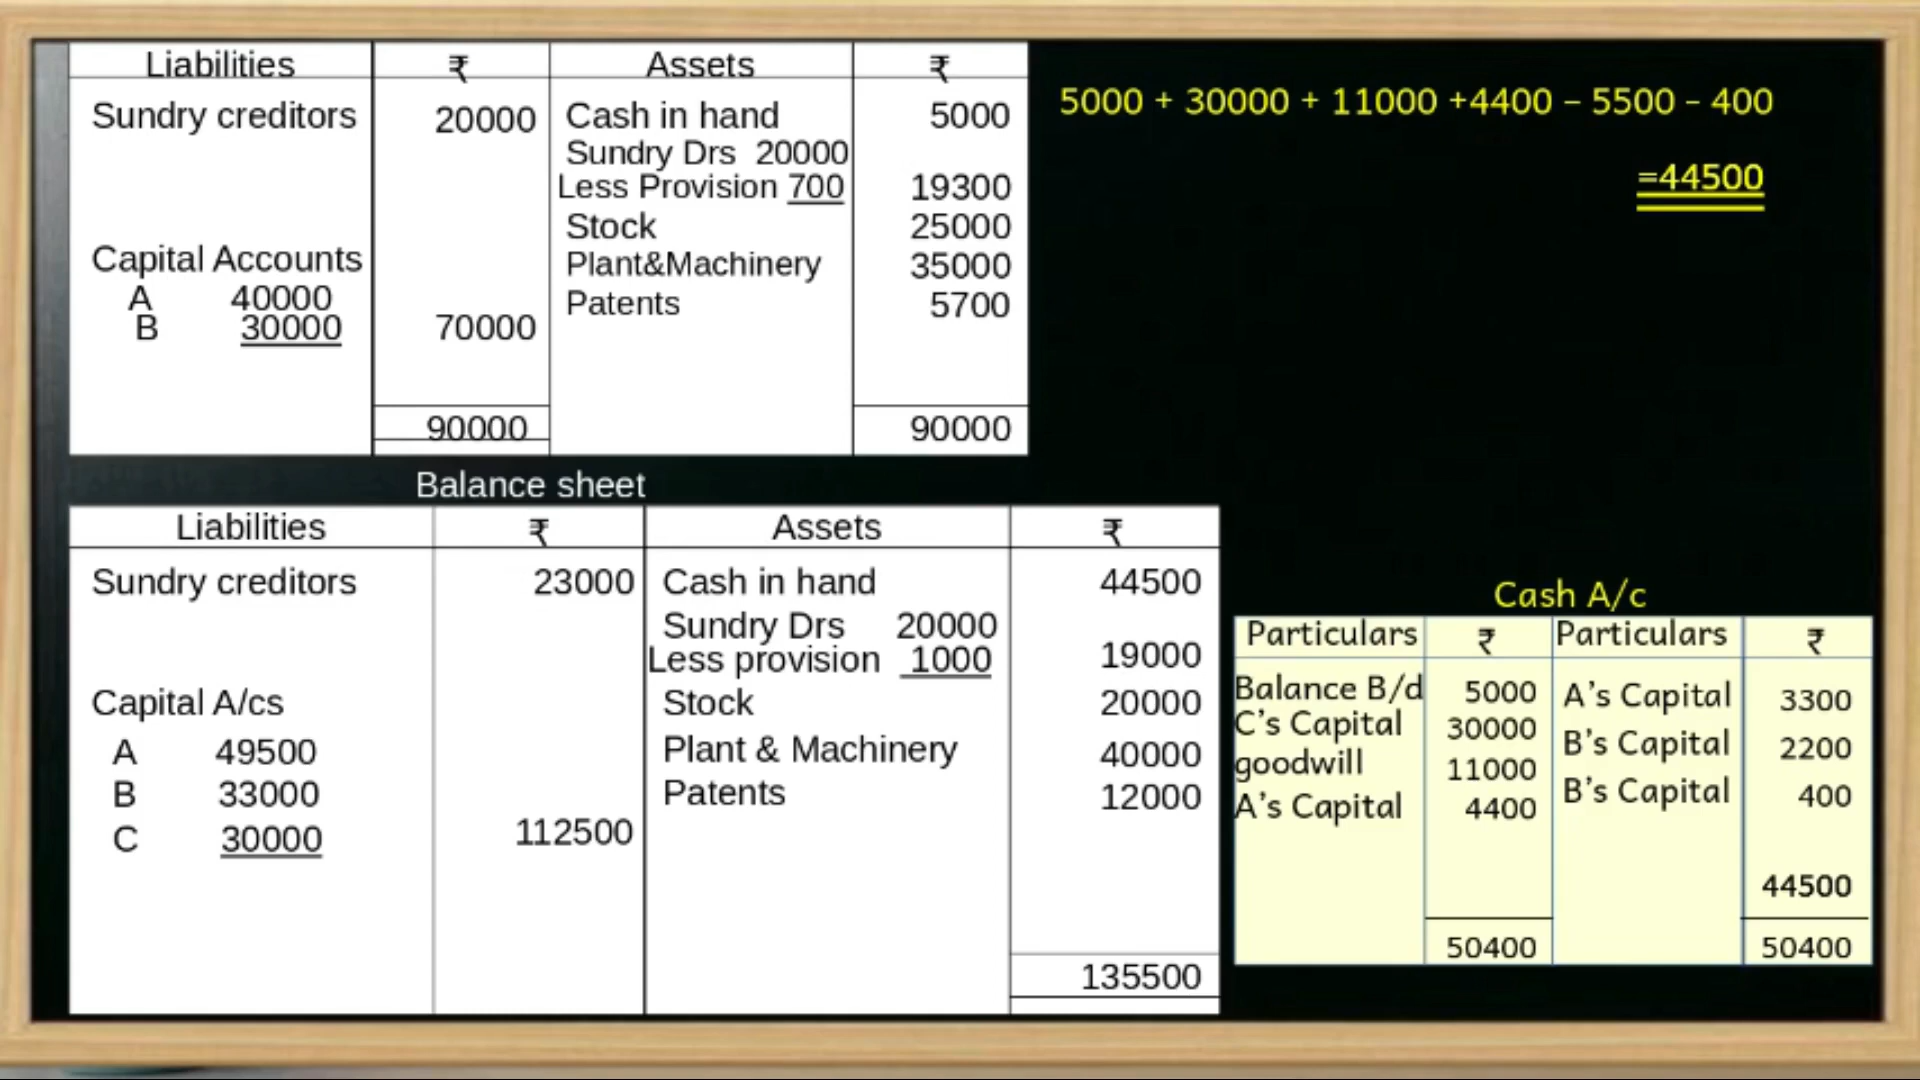 Liabilities ₹ Assets ₹
Sundry creditors 20000 Cash in hand 5000
Sundry Drs 20000
Less Provision 700 19300
Stock 25000
Capital Accounts Plant&Machinery 35000
A 40000 Patents 5700
B 30000 70000
90000 90000
5000 + 30000 + 11000 +4400 – 5500 – 400
=44500
Balance sheet
Liabilities ₹ Assets ₹
Sundry creditors 23000 Cash in hand 44500
Sundry Drs 20000
Less provision 1000 19000
Capital A/cs Stock 20000
A 49500 Plant & Machinery 40000
B 33000 Patents 12000
C 30000 112500
135500
Cash A/c
Particulars ₹ Particulars ₹
Balance B/d 5000 A’s Capital 3300
C’s Capital 30000 B’s Capital 2200
goodwill 11000 B’s Capital 400
A’s Capital 4400
44500
50400 50400